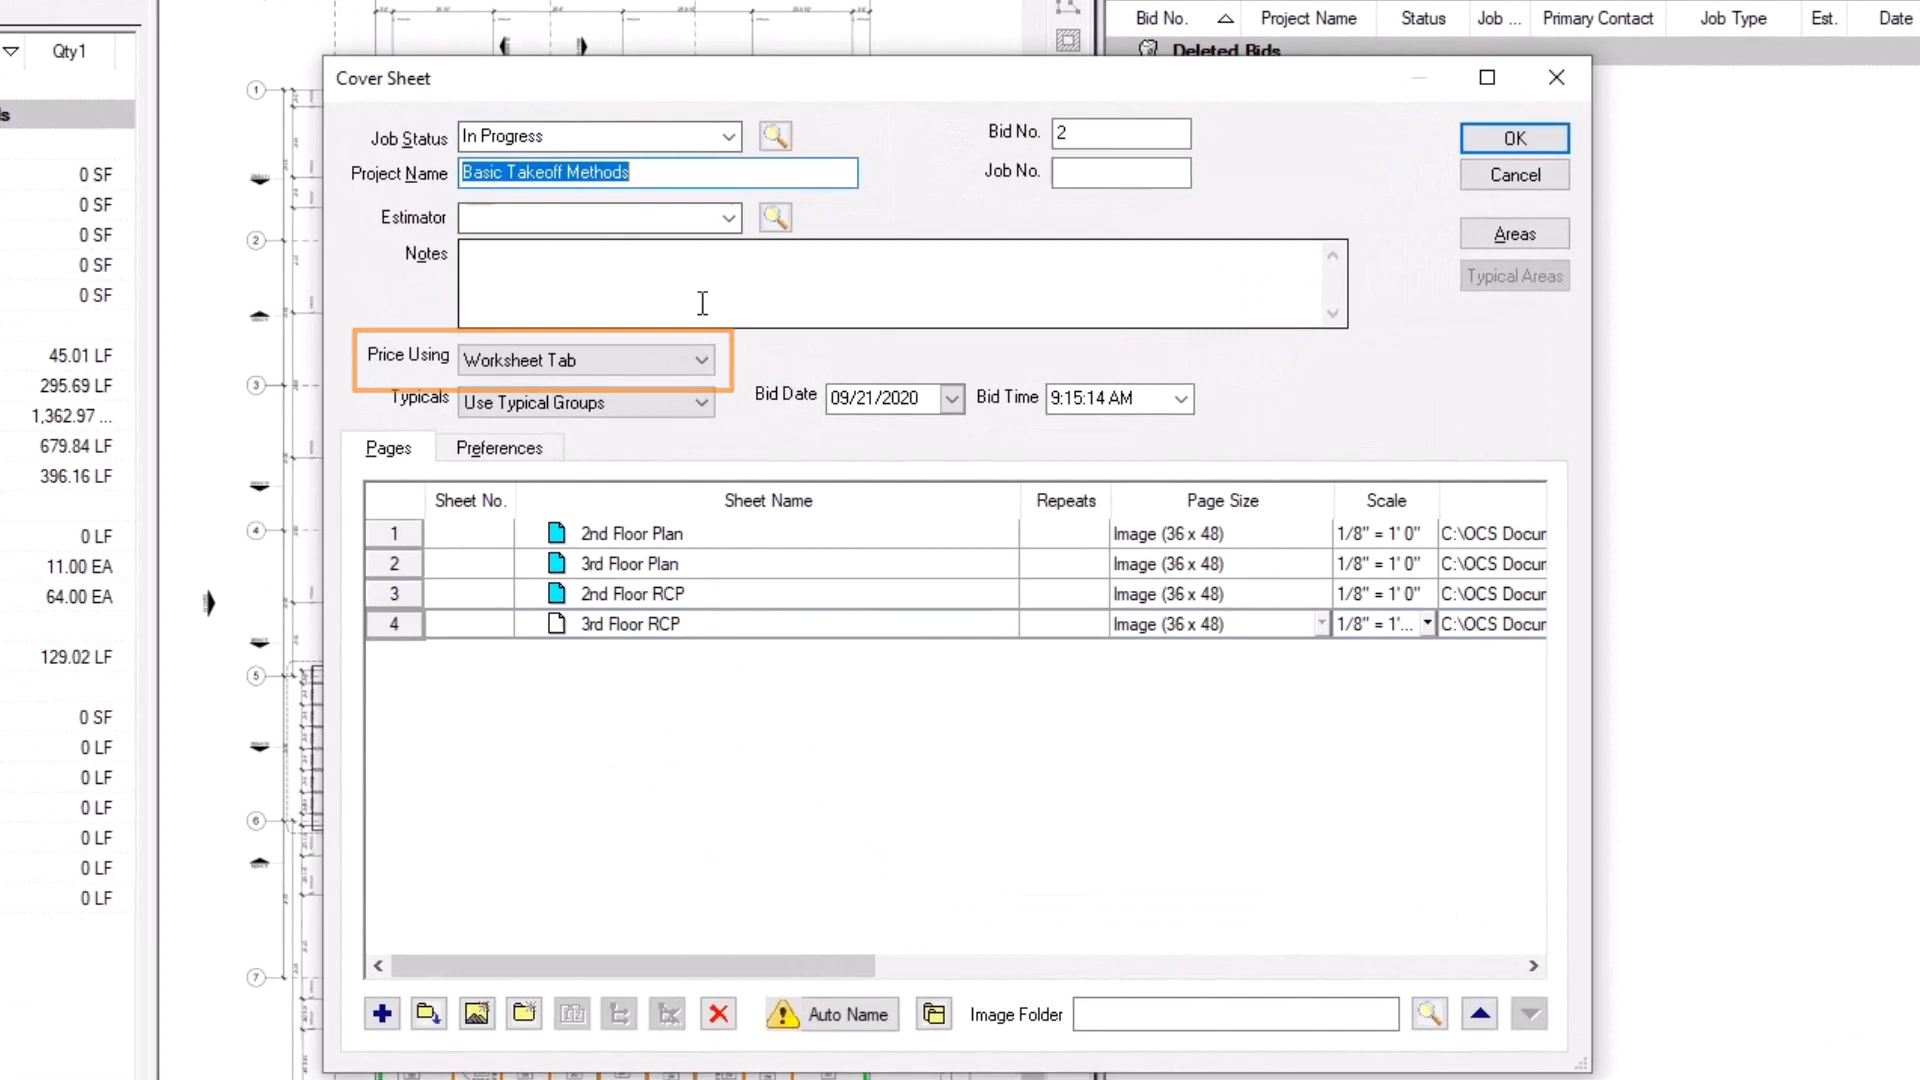 Bid No. Project Name Status Job ... Primary Contact Job Type Est. Date
Deleted Bids
Qty1
s
0 SF
0 SF
0 SF
0 SF
0 SF
45.01 LF
295.69 LF
1,362.97 ...
679.84 LF
396.16 LF
0 LF
11.00 EA
64.00 EA
129.02 LF
0 SF
0 LF
0 LF
0 LF
0 LF
0 LF
0 LF
1
2
3
4
5
6
7
Cover Sheet
Job Status In Progress
Bid No. 2
OK
Project Name Basic Takeoff Methods
Job No.
Cancel
Estimator
Areas
Notes
Typical Areas
Price Using Worksheet Tab
Typicals Use Typical Groups
Bid Date 09/21/2020 Bid Time 9:15:14 AM
Pages Preferences
Sheet No. Sheet Name Repeats Page Size Scale
1 2nd Floor Plan Image (36 x 48) 1/8" = 1' 0" C:\OCS Docur
2 3rd Floor Plan Image (36 x 48) 1/8" = 1' 0" C:\OCS Docur
3 2nd Floor RCP Image (36 x 48) 1/8" = 1' 0" C:\OCS Docur
4 3rd Floor RCP Image (36 x 48) 1/8" = 1'... C:\OCS Docur
Auto Name Image Folder